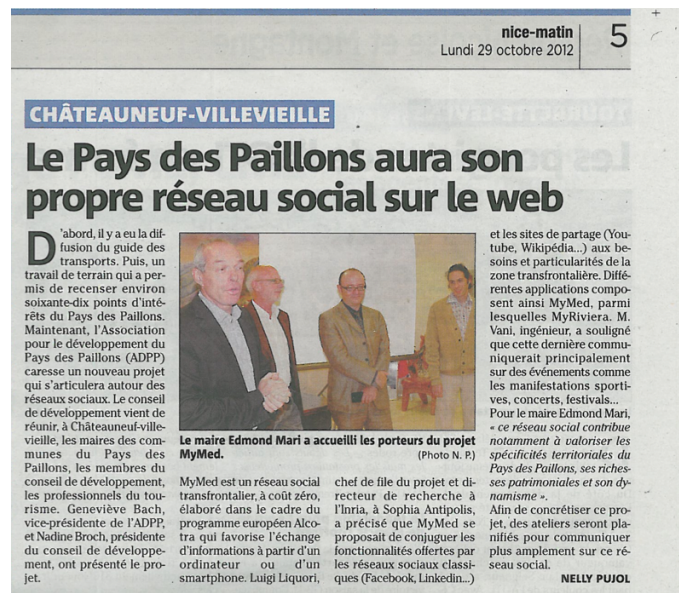 nice-matin
Lundi 29 octobre 2012
5
CHÂTEAUNEUF-VILLEVIEILLE
Le Pays des Paillons aura son
propre réseau social sur le web
D'abord, il y a eu la dif-
fusion du guide des
transports. Puis, un
travail de terrain qui a per-
mis de recenser environ
soixante-dix points d'inté-
rêts du Pays des Paillons.
Maintenant, l'Association
pour le développement du
Pays des Paillons (ADPP)
caresse un nouveau projet
qui s'articulera autour des
réseaux sociaux. Le conseil
de développement vient de
réunir, à Châteauneuf-ville-
vieille, les maires des com-
munes du Pays des
Paillons, les membres du
conseil de développement,
les professionnels du tou-
risme. Geneviève Bach,
vice-présidente de l'ADPP,
et Nadine Broch, présidente
du conseil de développe-
ment, ont présenté le pro-
jet.
Le maire Edmond Mari a accueilli les porteurs du projet
MyMed.
(Photo N. P.)
MyMed est un réseau social
transfrontalier, à coût zéro,
élaboré dans le cadre du
programme européen Alco-
tra qui favorise l'échange
d'informations à partir d'un
ordinateur ou d'un
smartphone. Luigi Liquori,
chef de file du projet et di-
recteur de recherche à
l'Inria, à Sophia Antipolis,
a précisé que MyMed se
proposait de conjuguer les
fonctionnalités offertes par
les réseaux sociaux classi-
ques (Facebook, Linkedin...)
et les sites de partage (You-
tube, Wikipédia...) aux be-
soins et particularités de la
zone transfrontalière. Diffé-
rentes applications compo-
sent ainsi MyMed, parmi
lesquelles MyRiviera. M.
Vani, ingénieur, a souligné
que cette dernière commu-
niquerait principalement
sur des événements comme
les manifestations sporti-
ves, concerts, festivals...
Pour le maire Edmond Mari,
« ce réseau social contribue
notamment à valoriser les
spécificités territoriales du
Pays des Paillons, ses riches-
ses patrimoniales et son dy-
namisme ».
Afin de concrétiser ce pro-
jet, des ateliers seront pla-
nifiés pour communiquer
plus amplement sur ce ré-
seau social.
NELLY PUJOL